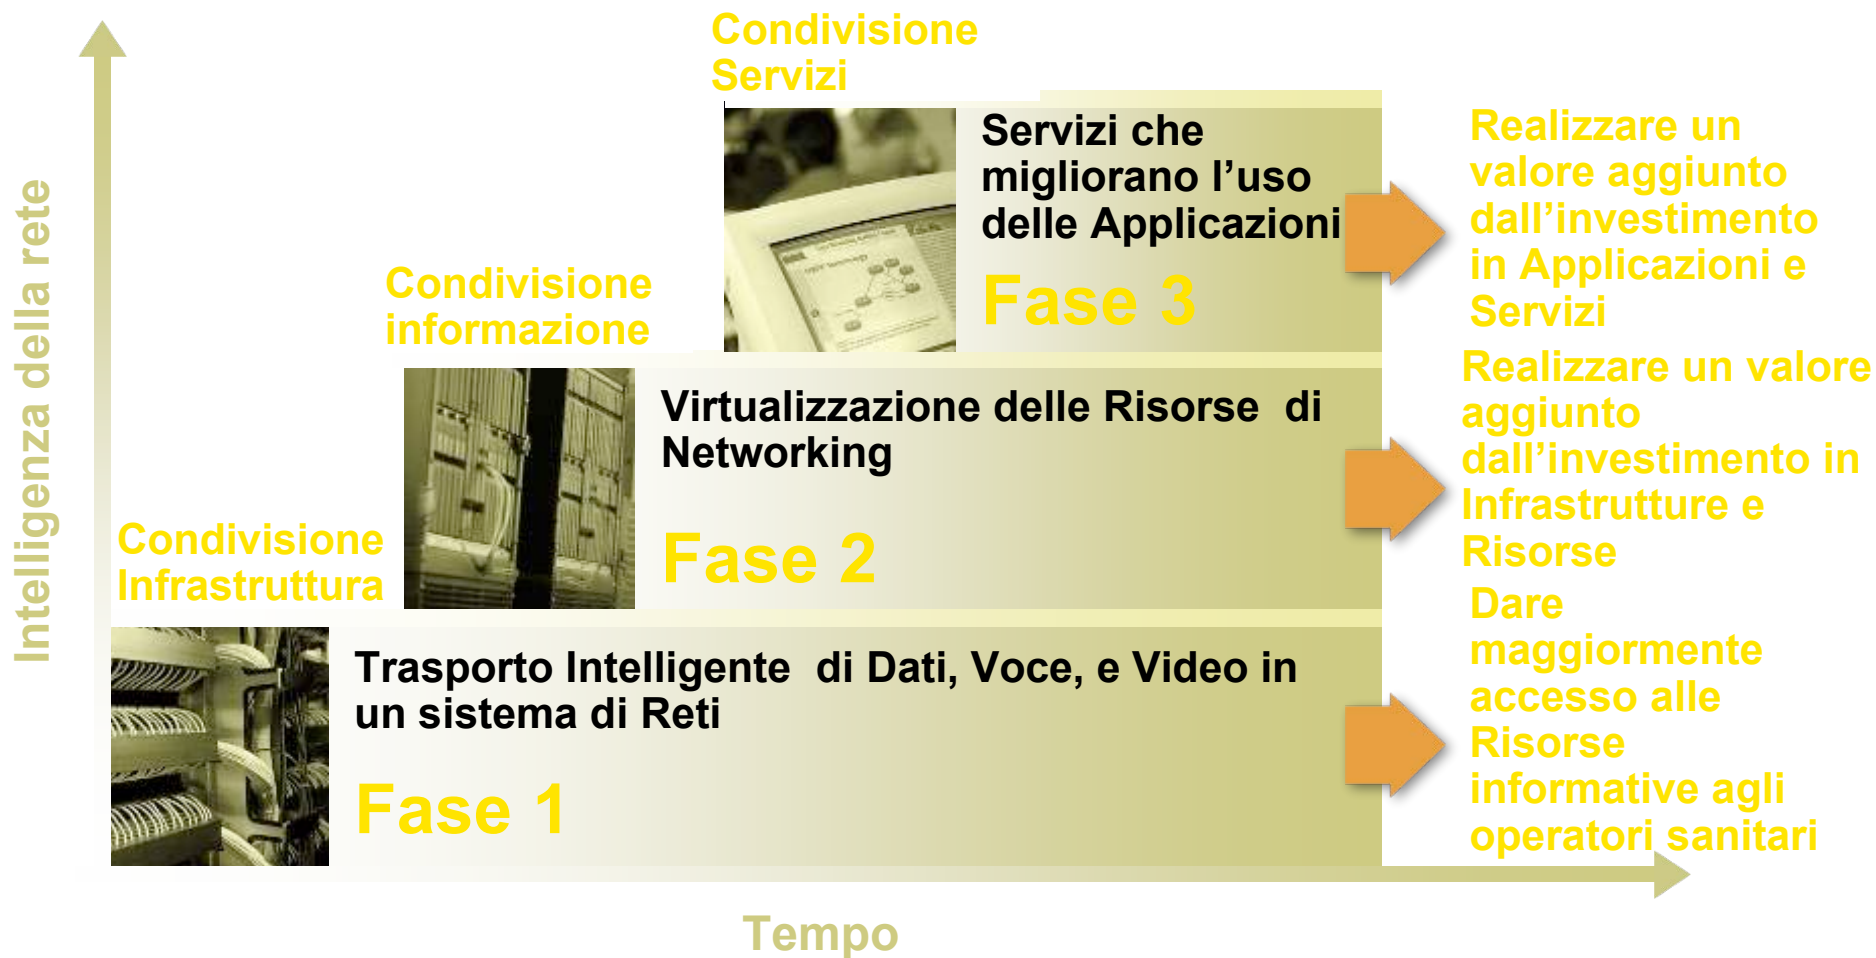 Condivisione
Servizi
Servizi che
migliorano l’uso
delle Applicazioni
Fase 3
Realizzare un
valore aggiunto
dall’investimento
in Applicazioni e
Servizi
Condivisione
informazione
Virtualizzazione delle Risorse di
Networking
Fase 2
Realizzare un valore
aggiunto
dall’investimento in
Infrastrutture e
Risorse
Condivisione
Infrastruttura
Trasporto Intelligente di Dati, Voce, e Video in
un sistema di Reti
Fase 1
Dare
maggiormente
accesso alle
Risorse
informative agli
operatori sanitari
Intelligenza della rete
Tempo